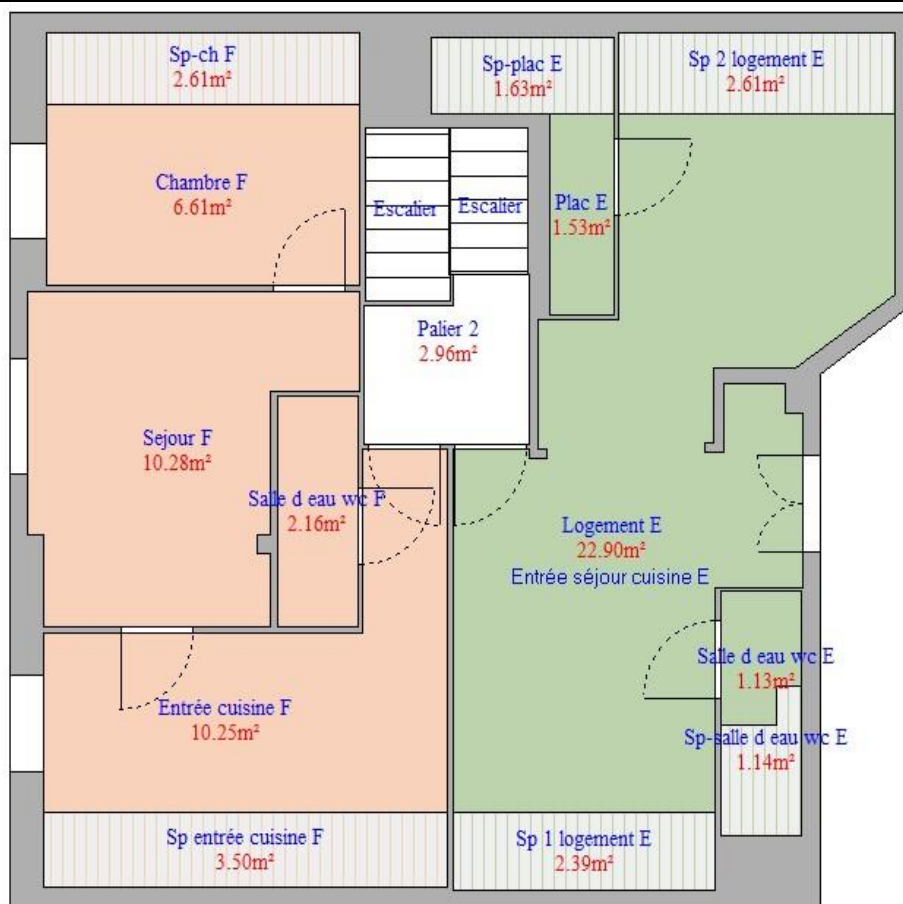 Sp-ch F
2.61m²
Sp-plac E
1.63m²
Sp 2 logement E
2.61m²
Chambre F
6.61m²
Escalier
Escalier
Plac E
1.53m²
Palier 2
2.96m²
Sejour F
10.28m²
Salle d eau wc F
2.16m²
Logement E
22.90m²
Entrée séjour cuisine E
Salle d eau wc E
1.13m²
Entrée cuisine F
10.25m²
Sp-salle d eau wc E
1.14m²
Sp entrée cuisine F
3.50m²
Sp 1 logement E
2.39m²